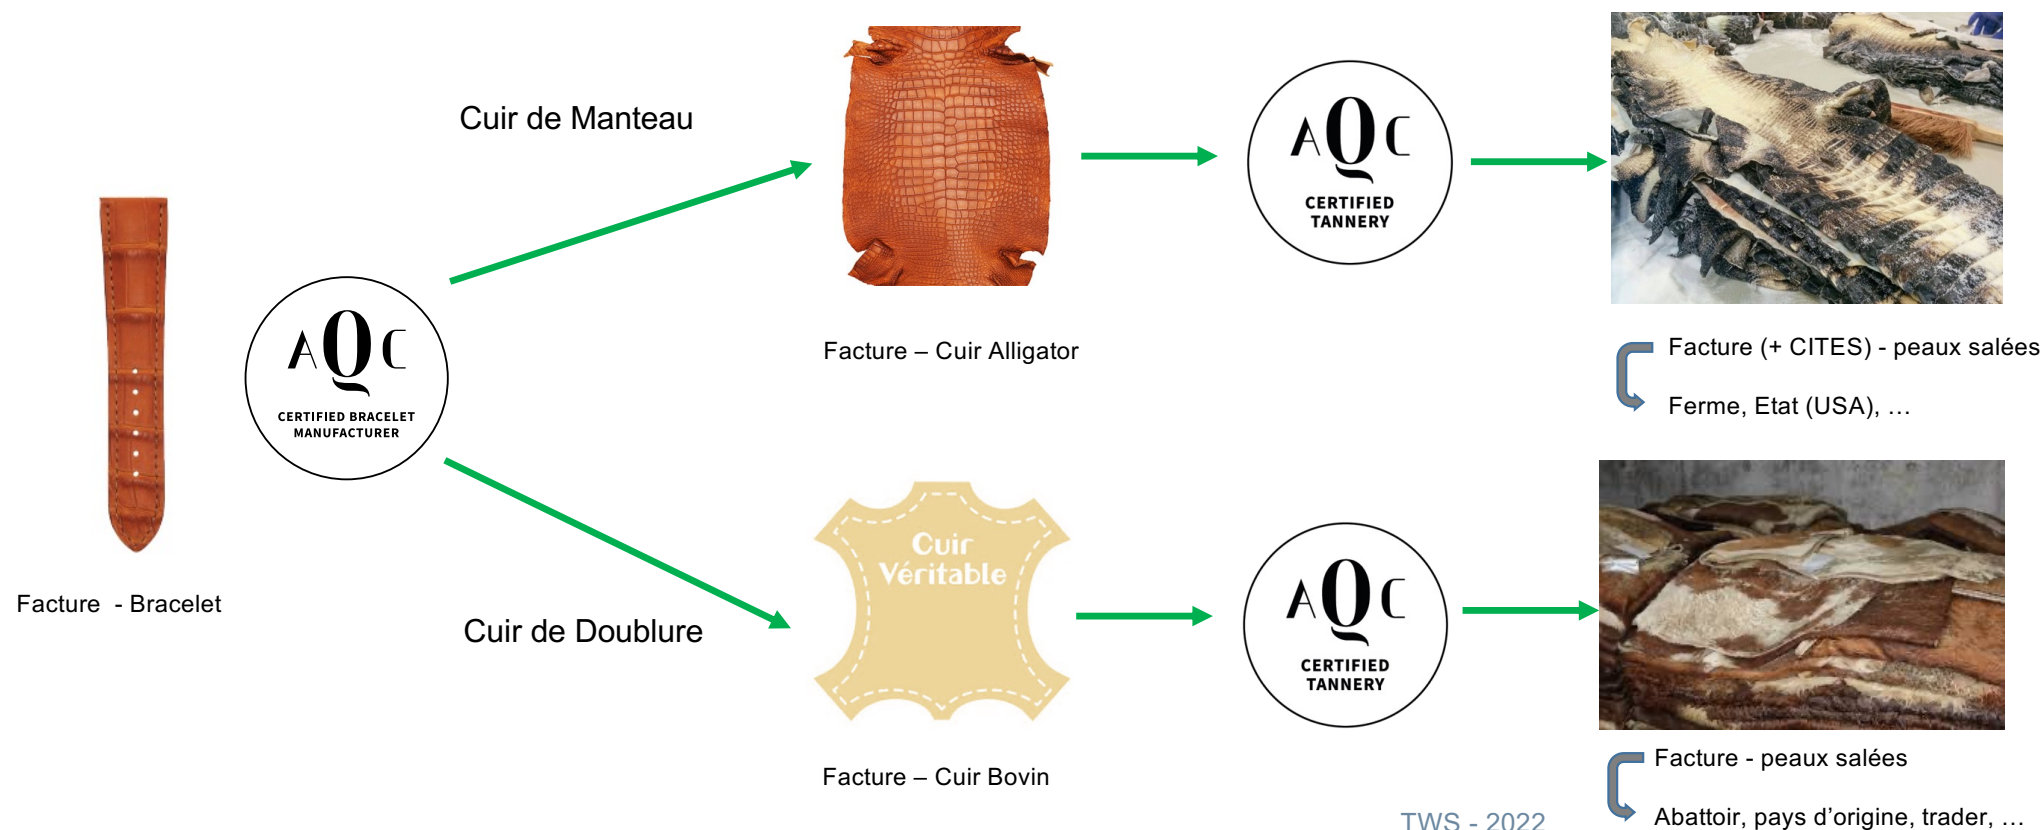 Cuir de Manteau
AQC
CERTIFIED
TANNERY
Facture – Cuir Alligator
Facture (+ CITES) - peaux salées
Ferme, Etat (USA), …
AQC
CERTIFIED BRACELET
MANUFACTURER
Facture - Bracelet
Cuir de Doublure
Cuir
Véritable
AQC
CERTIFIED
TANNERY
Facture – Cuir Bovin
Facture - peaux salées
Abattoir, pays d’origine, trader, …
TWS - 2022